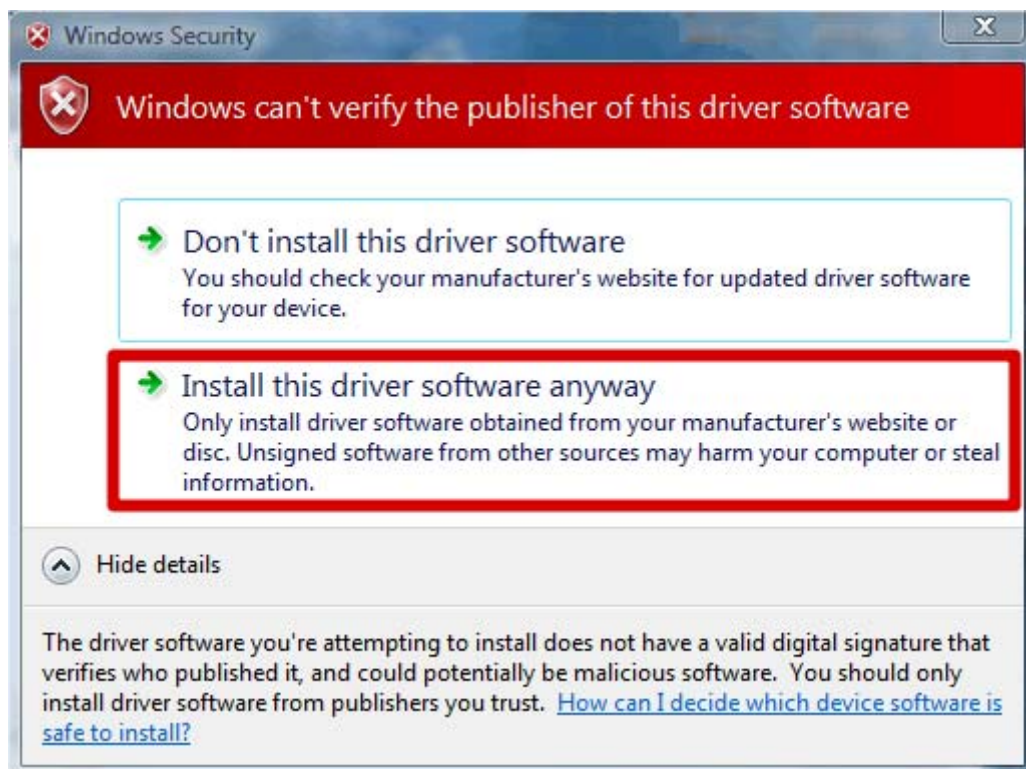 Windows Security
Windows can't verify the publisher of this driver software
Don't install this driver software
You should check your manufacturer's website for updated driver software
for your device.
Install this driver software anyway
Only install driver software obtained from your manufacturer's website or
disc. Unsigned software from other sources may harm your computer or steal
information.
Hide details
The driver software you're attempting to install does not have a valid digital signature that
verifies who published it, and could potentially be malicious software.  You should only
install driver software from publishers you trust.  How can I decide which device software is
safe to install?